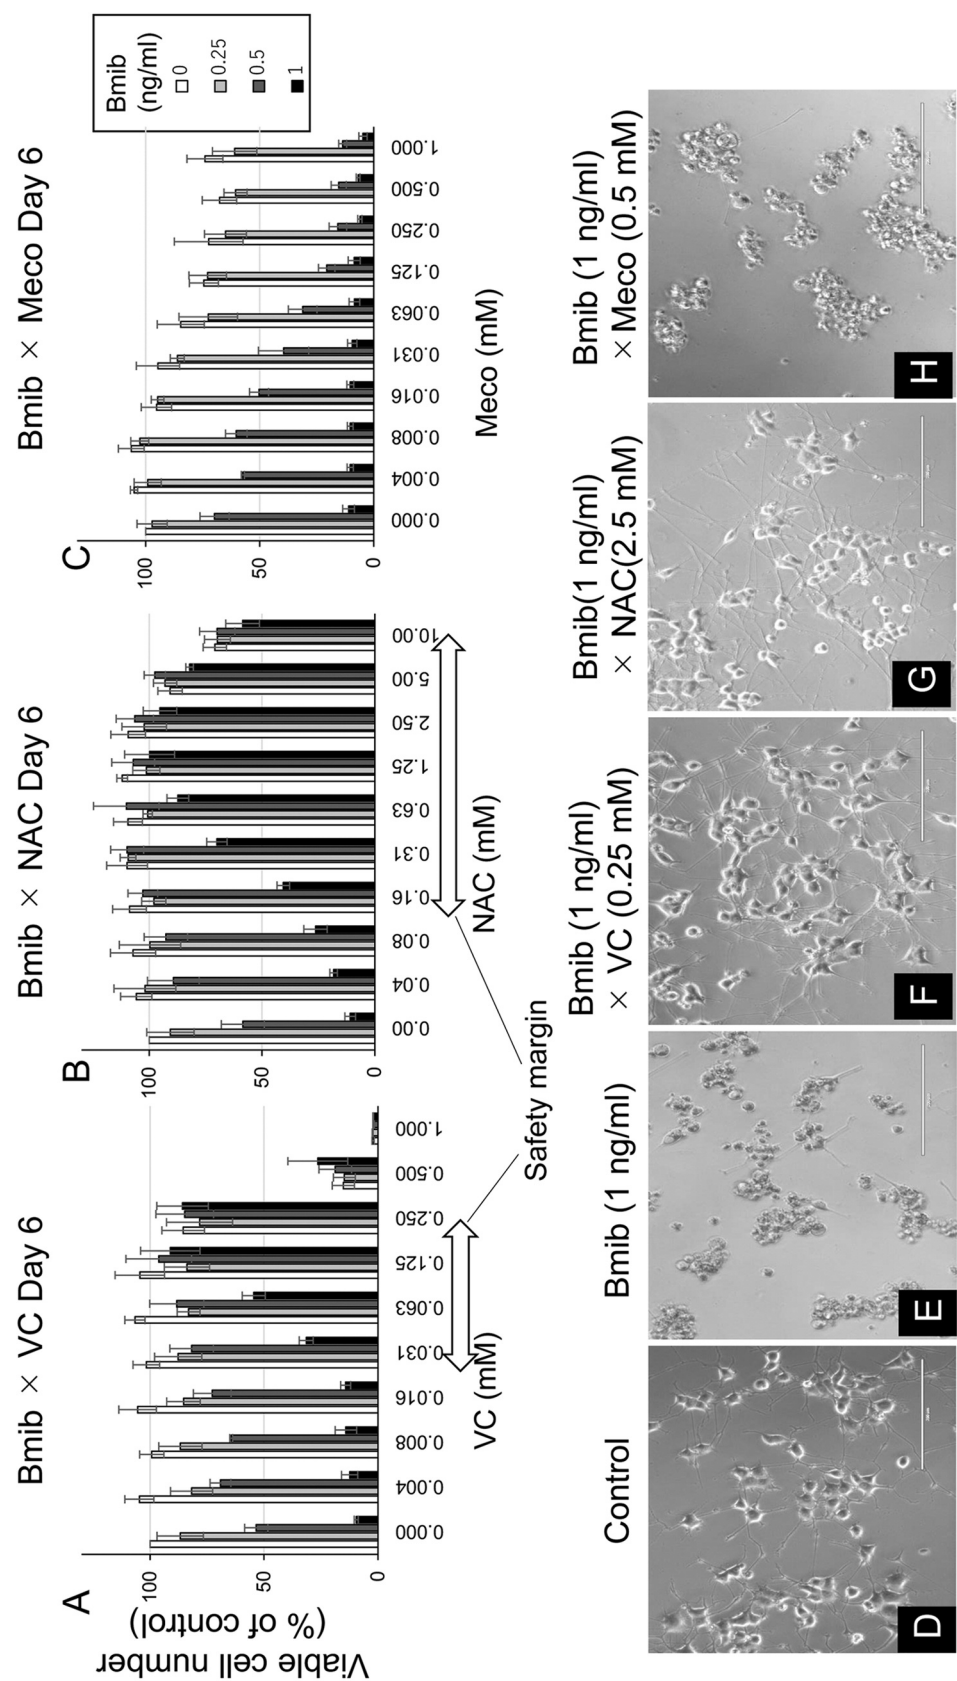 A
Bmib × VC Day 6
Viable cell number
(% of control)
100
50
0
0.000
0.004
0.008
0.016
0.031
0.063
0.125
0.250
0.500
1.000
VC (mM)
B
Bmib × NAC Day 6
100
50
0
0.00
0.04
0.08
0.16
0.31
0.63
1.25
2.50
5.00
10.00
NAC (mM)
Safety margin
C
Bmib × Meco Day 6
100
50
0
0.000
0.004
0.008
0.016
0.031
0.063
0.125
0.250
0.500
1.000
Meco (mM)
Bmib
(ng/ml)
0
0.25
0.5
1
Control
D
Bmib (1 ng/ml)
E
Bmib (1 ng/ml)
× VC (0.25 mM)
F
Bmib(1 ng/ml)
× NAC(2.5 mM)
G
Bmib (1 ng/ml)
× Meco (0.5 mM)
H